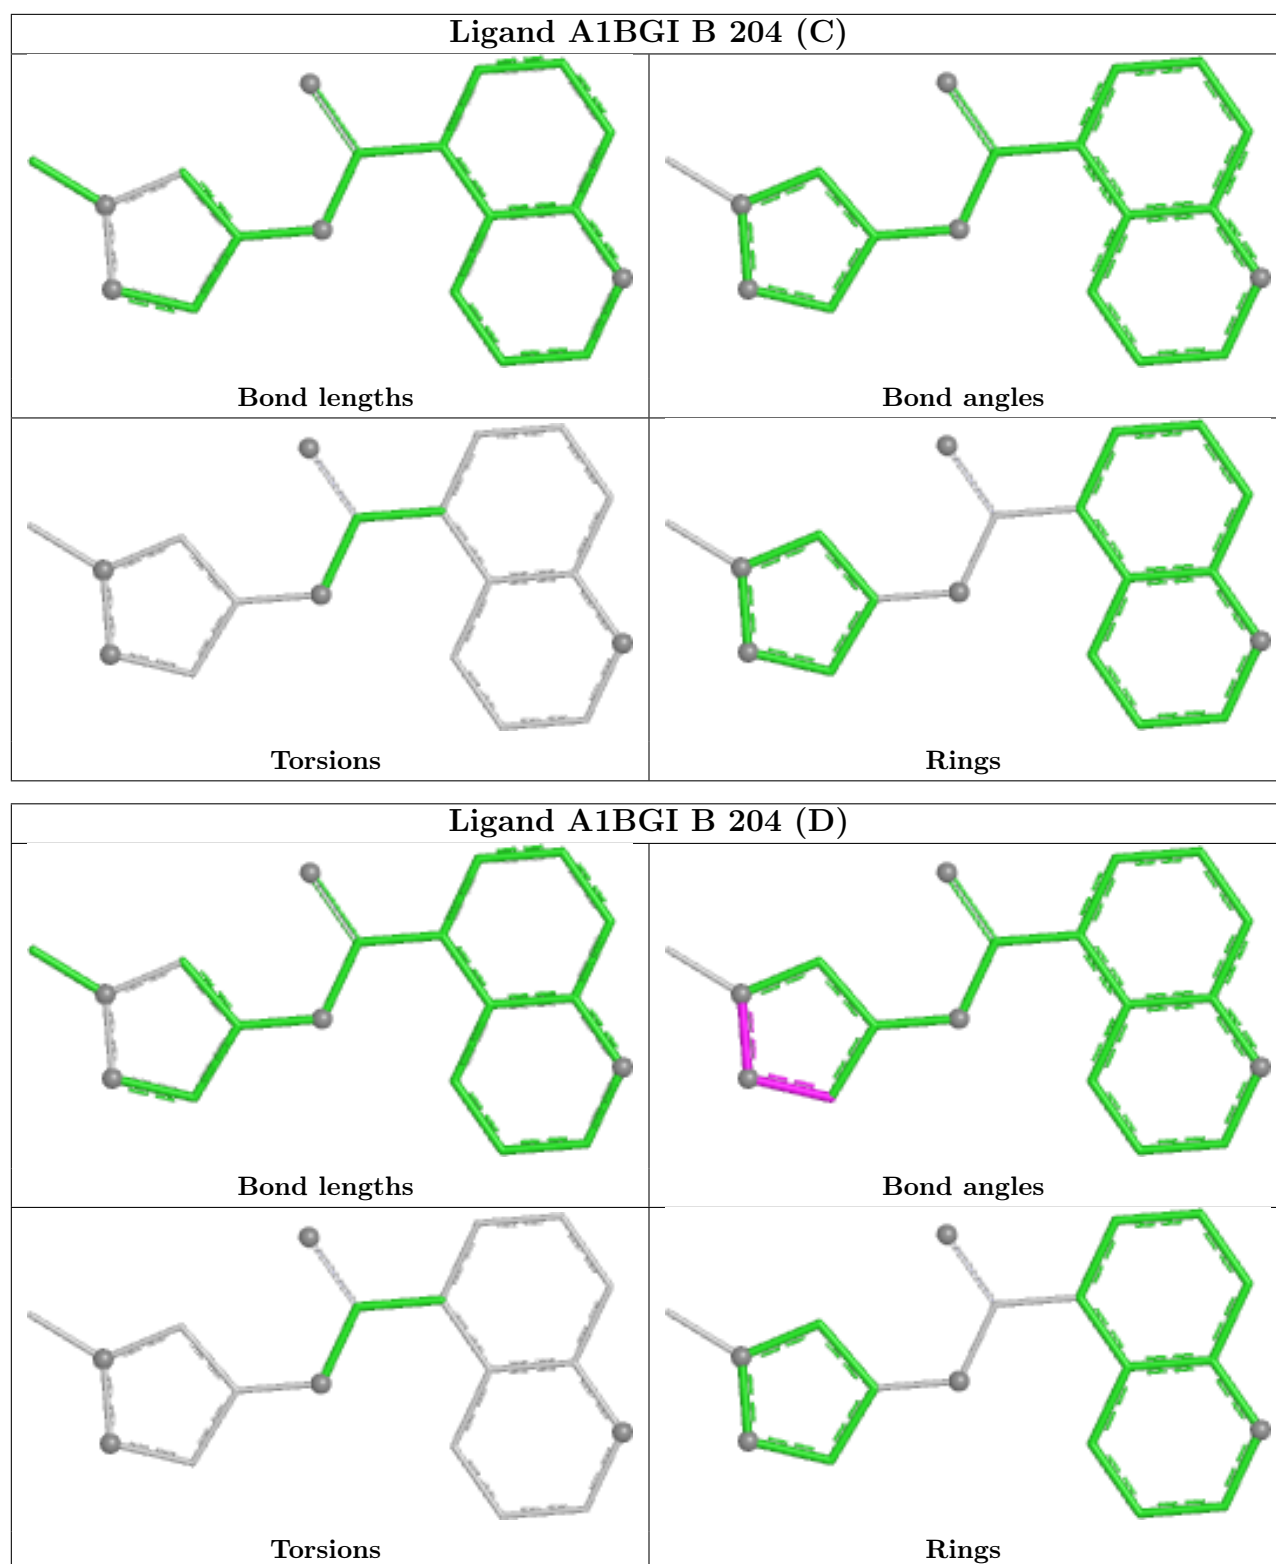 Ligand A1BGI B 204 (C)
Bond lengths
Bond angles
Torsions
Rings
Ligand A1BGI B 204 (D)
Bond lengths
Bond angles
Torsions
Rings